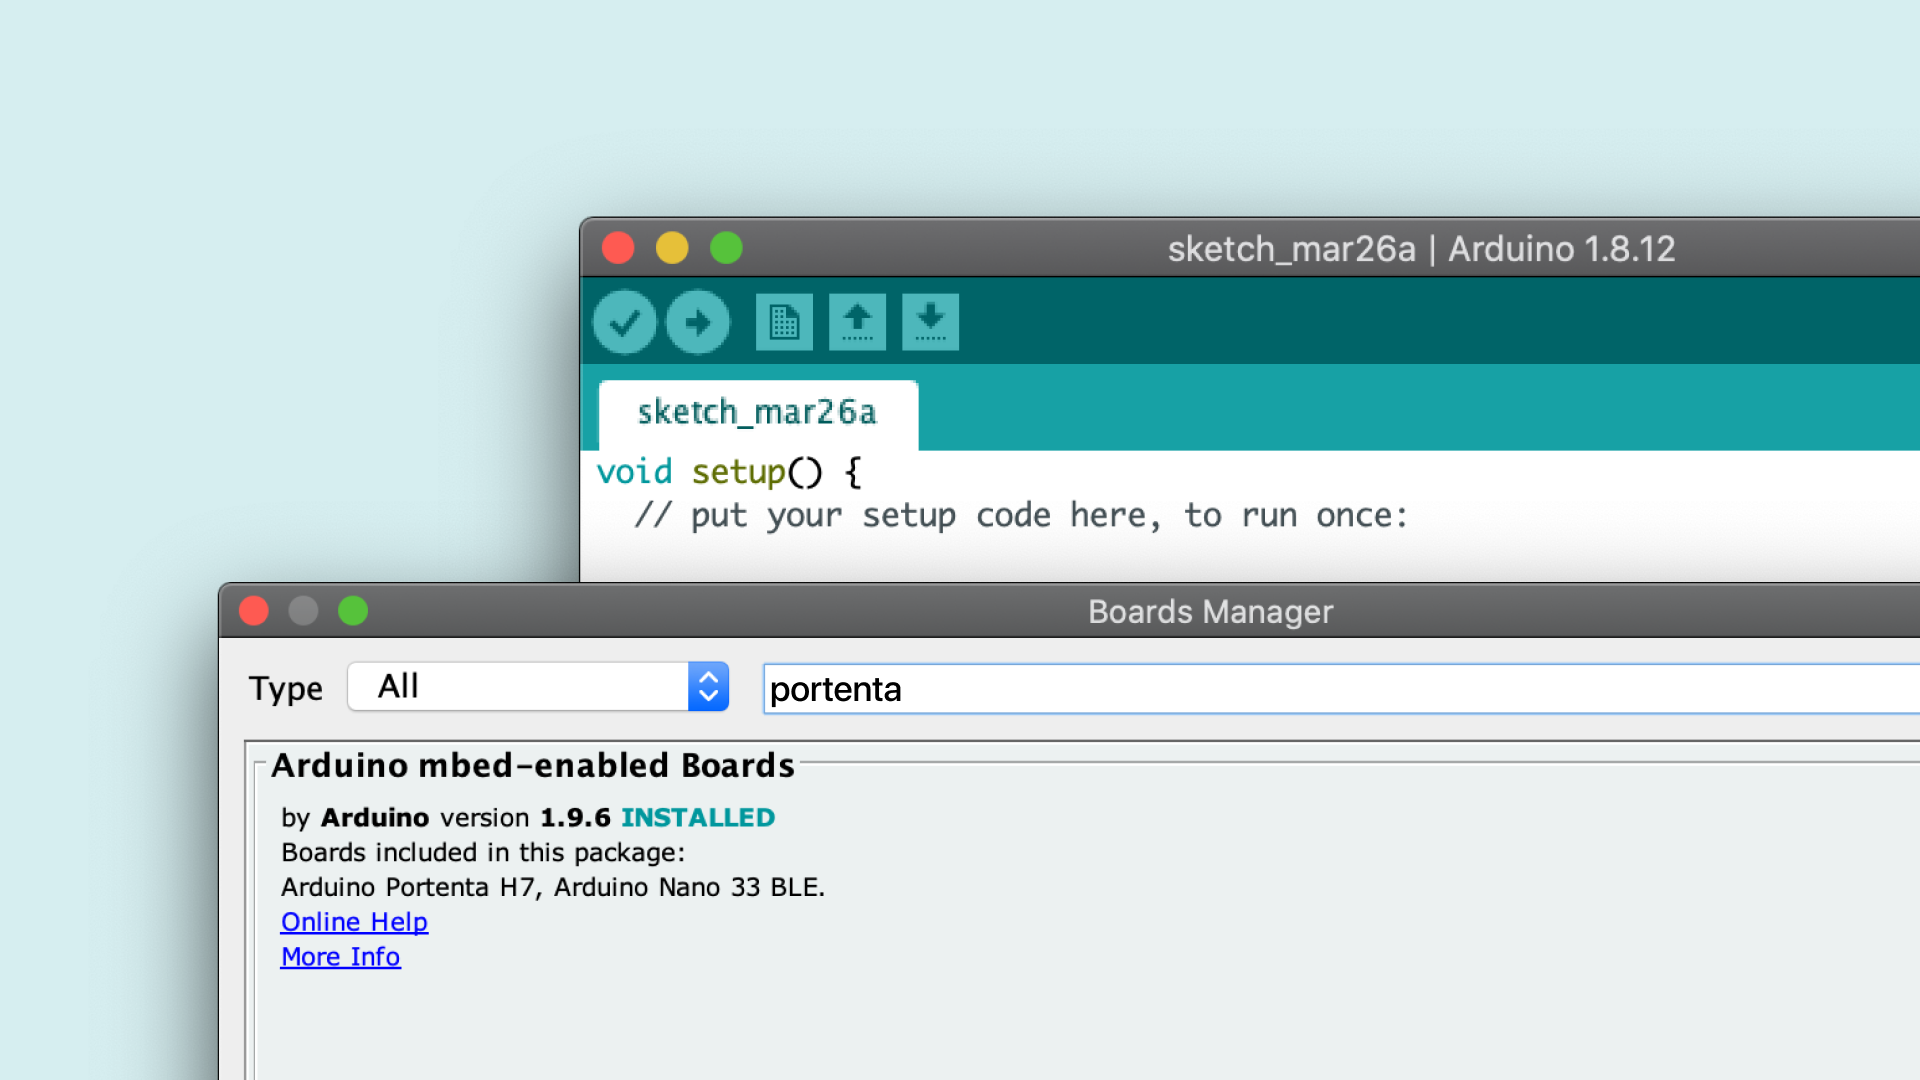 sketch_mar26a | Arduino 1.8.12
sketch_mar26a
void setup() {
// put your setup code here, to run once:
Boards Manager
Type All portenta
Arduino mbed-enabled Boards
by Arduino version 1.9.6 INSTALLED
Boards included in this package:
Arduino Portenta H7, Arduino Nano 33 BLE.
Online Help
More Info